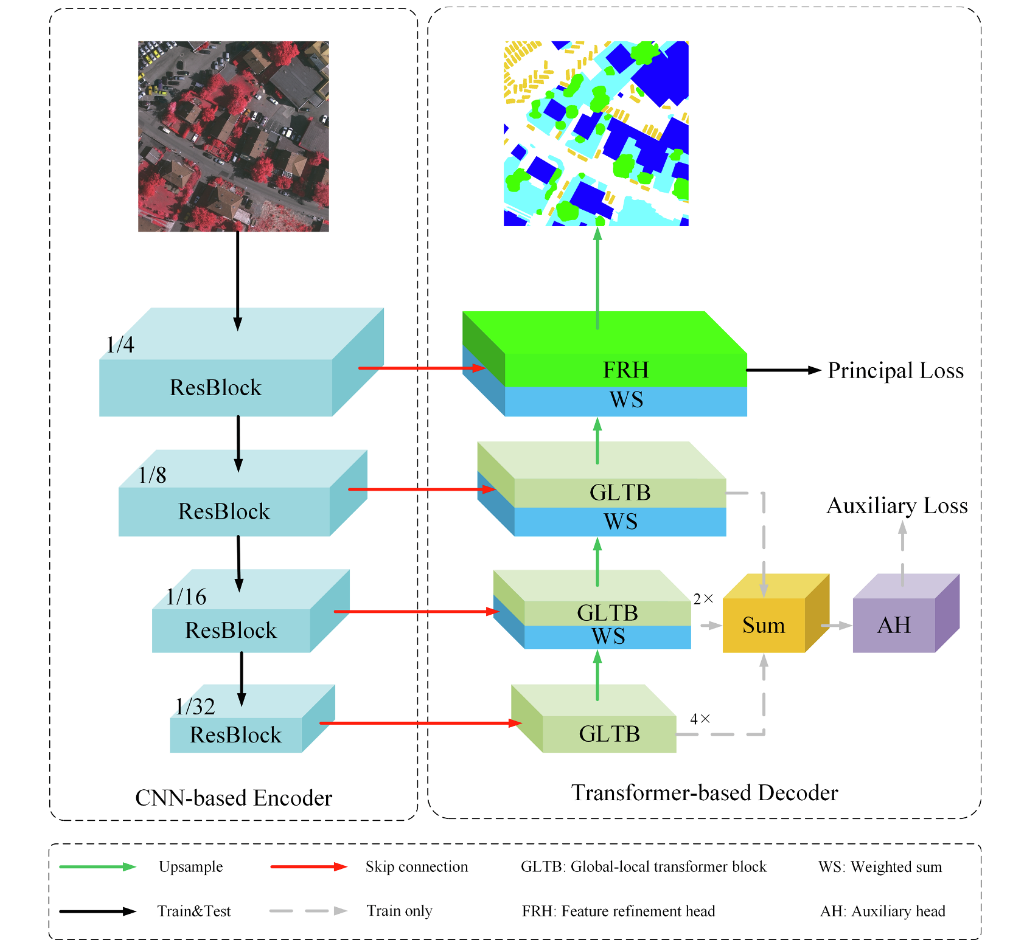 1/4
ResBlock
FRH
WS
Principal Loss
1/8
ResBlock
GLTB
WS
Auxiliary Loss
1/16
ResBlock
GLTB
WS
2×
Sum
AH
1/32
ResBlock
GLTB
4×
CNN-based Encoder
Transformer-based Decoder
Upsample
Skip connection
GLTB: Global-local transformer block
WS: Weighted sum
Train&Test
Train only
FRH: Feature refinement head
AH: Auxiliary head